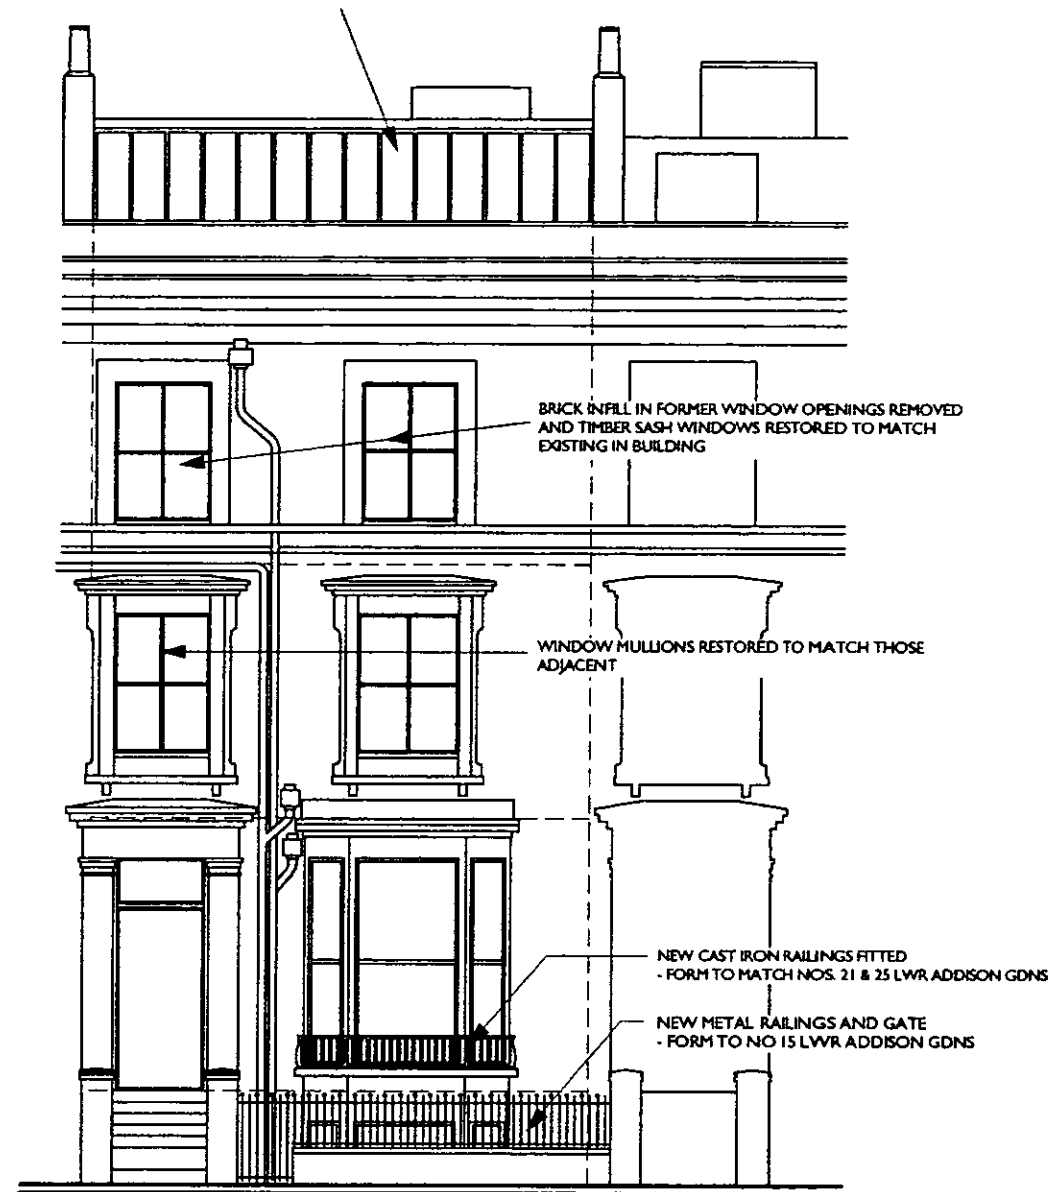 BRICK INFILL IN FORMER WINDOW OPENINGS REMOVED
AND TIMBER SASH WINDOWS RESTORED TO MATCH
EXISTING IN BUILDING
WINDOW MULLIONS RESTORED TO MATCH THOSE
ADJACENT
NEW CAST IRON RAILINGS FITTED
- FORM TO MATCH NOS. 21 & 25 LWR ADDISON GDNS
NEW METAL RAILINGS AND GATE
- FORM TO NO 15 LWR ADDISON GDNS